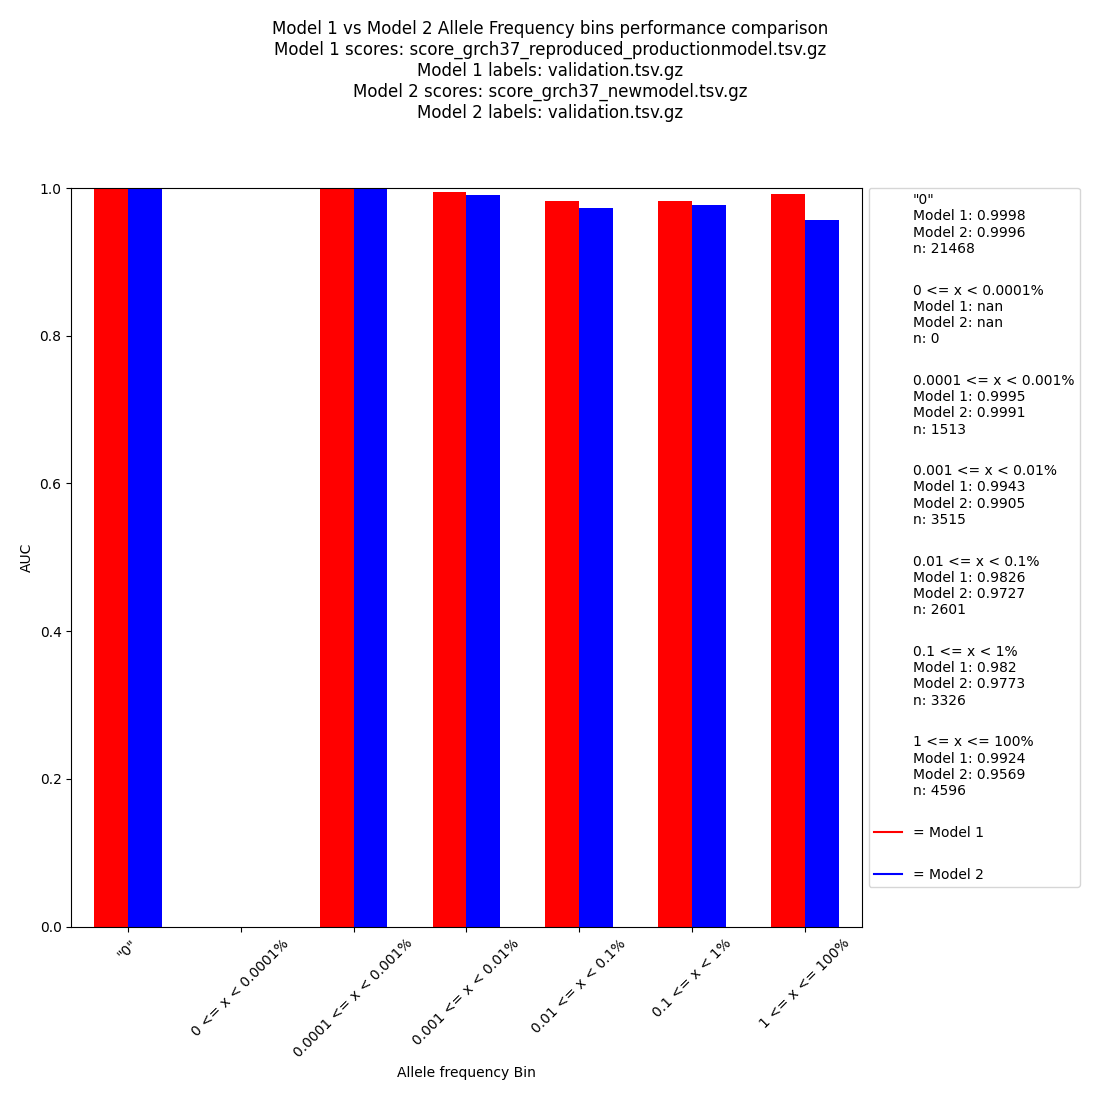 Model 1 vs Model 2 Allele Frequency bins performance comparison
Model 1 scores: score_grch37_reproduced_productionmodel.tsv.gz
Model 1 labels: validation.tsv.gz
Model 2 scores: score_grch37_newmodel.tsv.gz
Model 2 labels: validation.tsv.gz
1.0
0.8
0.6
0.4
0.2
0.0
AUC
"0"
0 <= x < 0.0001%
0.0001 <= x < 0.001%
0.001 <= x < 0.01%
0.01 <= x < 0.1%
0.1 <= x < 1%
1 <= x <= 100%
Allele frequency Bin
"0"
Model 1: 0.9998
Model 2: 0.9996
n: 21468
0 <= x < 0.0001%
Model 1: nan
Model 2: nan
n: 0
0.0001 <= x < 0.001%
Model 1: 0.9995
Model 2: 0.9991
n: 1513
0.001 <= x < 0.01%
Model 1: 0.9943
Model 2: 0.9905
n: 3515
0.01 <= x < 0.1%
Model 1: 0.9826
Model 2: 0.9727
n: 2601
0.1 <= x < 1%
Model 1: 0.982
Model 2: 0.9773
n: 3326
1 <= x <= 100%
Model 1: 0.9924
Model 2: 0.9569
n: 4596
= Model 1
= Model 2